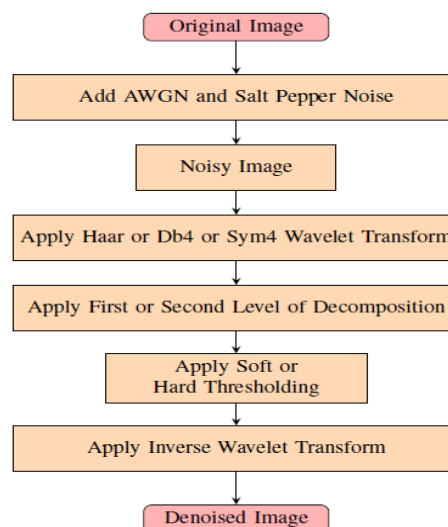 Original Image
Add AWGN and Salt Pepper Noise
Noisy Image
Apply Haar or Db4 or Sym4 Wavelet Transform
Apply First or Second Level of Decomposition
Apply Soft or
Hard Thresholding
Apply Inverse Wavelet Transform
Denoised Image